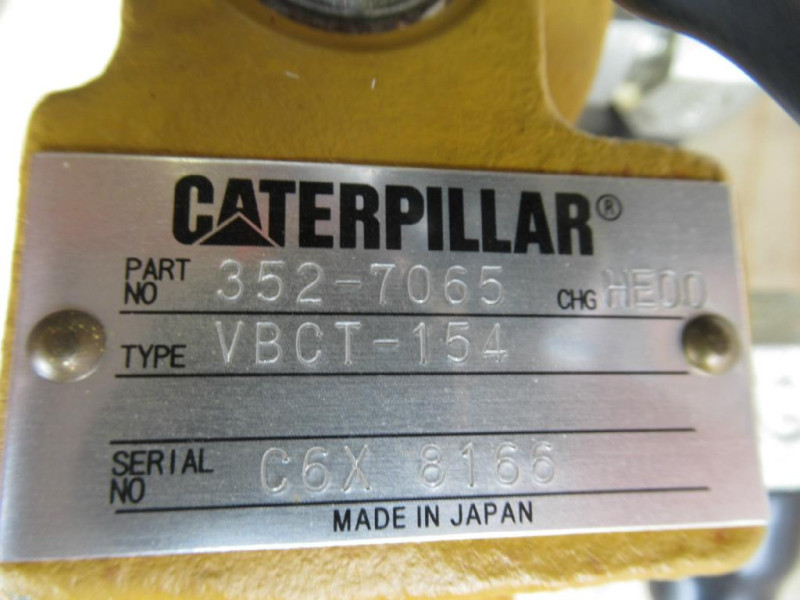 CATERPILLAR®
PART NO 352-7065 CHG HE00
TYPE VBCT-154
SERIAL NO C6X 8166
MADE IN JAPAN